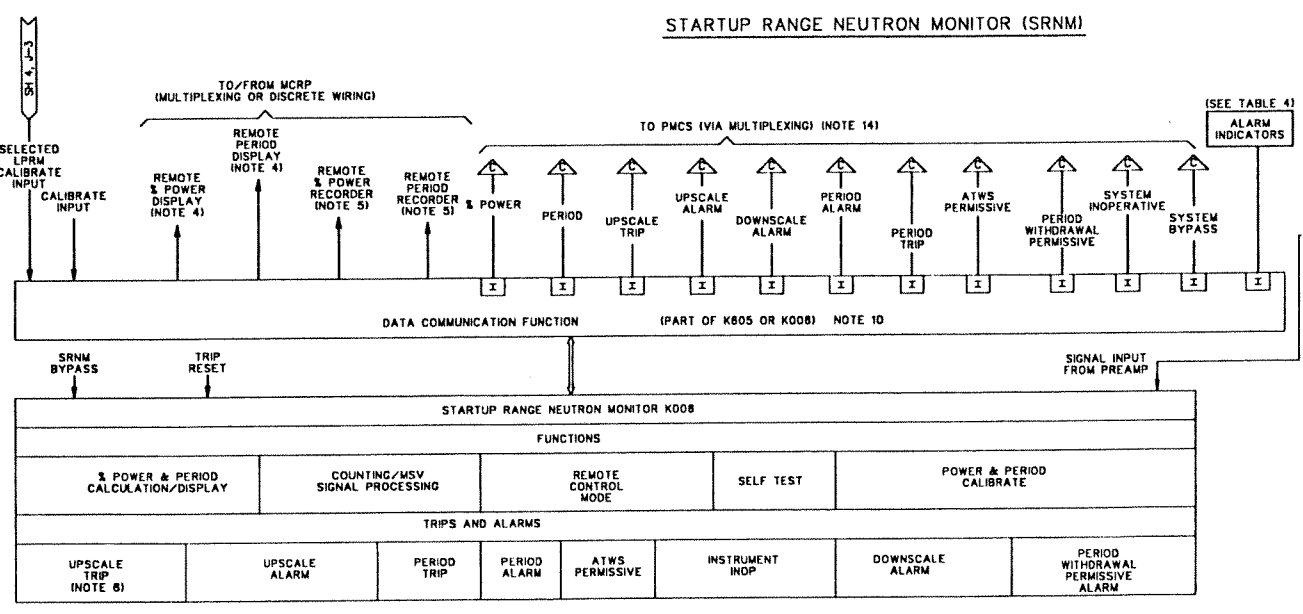 STARTUP RANGE NEUTRON MONITOR (SRNM)
SH 4, J-3
TO/FROM MCRP
(MULTIPLEXING OR DISCRETE WIRING)
TO PMCS (VIA MULTIPLEXING) (NOTE 14)
(SEE TABLE 4)
ALARM
INDICATORS
SELECTED
LPRM
CALIBRATE
INPUT
CALIBRATE
INPUT
REMOTE
% POWER
DISPLAY
(NOTE 4)
REMOTE
PERIOD
DISPLAY
(NOTE 4)
REMOTE
% POWER
RECORDER
(NOTE 5)
REMOTE
PERIOD
RECORDER
(NOTE 5)
C
C
C
C
C
C
C
C
C
C
C
% POWER
PERIOD
UPSCALE
TRIP
UPSCALE
ALARM
DOWNSCALE
ALARM
PERIOD
ALARM
PERIOD
TRIP
ATWS
PERMISSIVE
PERIOD
WITHDRAWAL
PERMISSIVE
SYSTEM
INOPERATIVE
SYSTEM
BYPASS
I
I
I
I
I
I
I
I
I
I
I
I
DATA COMMUNICATION FUNCTION (PART OF K605 OR K008) NOTE 10
SRNM
BYPASS
TRIP
RESET
SIGNAL INPUT
FROM PREAMP
STARTUP RANGE NEUTRON MONITOR K008
FUNCTIONS
% POWER & PERIOD
CALCULATION/DISPLAY
COUNTING/MSV
SIGNAL PROCESSING
REMOTE
CONTROL
MODE
SELF TEST
POWER & PERIOD
CALIBRATE
TRIPS AND ALARMS
UPSCALE
TRIP
(NOTE 6)
UPSCALE
ALARM
PERIOD
TRIP
PERIOD
ALARM
ATWS
PERMISSIVE
INSTRUMENT
INOP
DOWNSCALE
ALARM
PERIOD
WITHDRAWAL
PERMISSIVE
ALARM